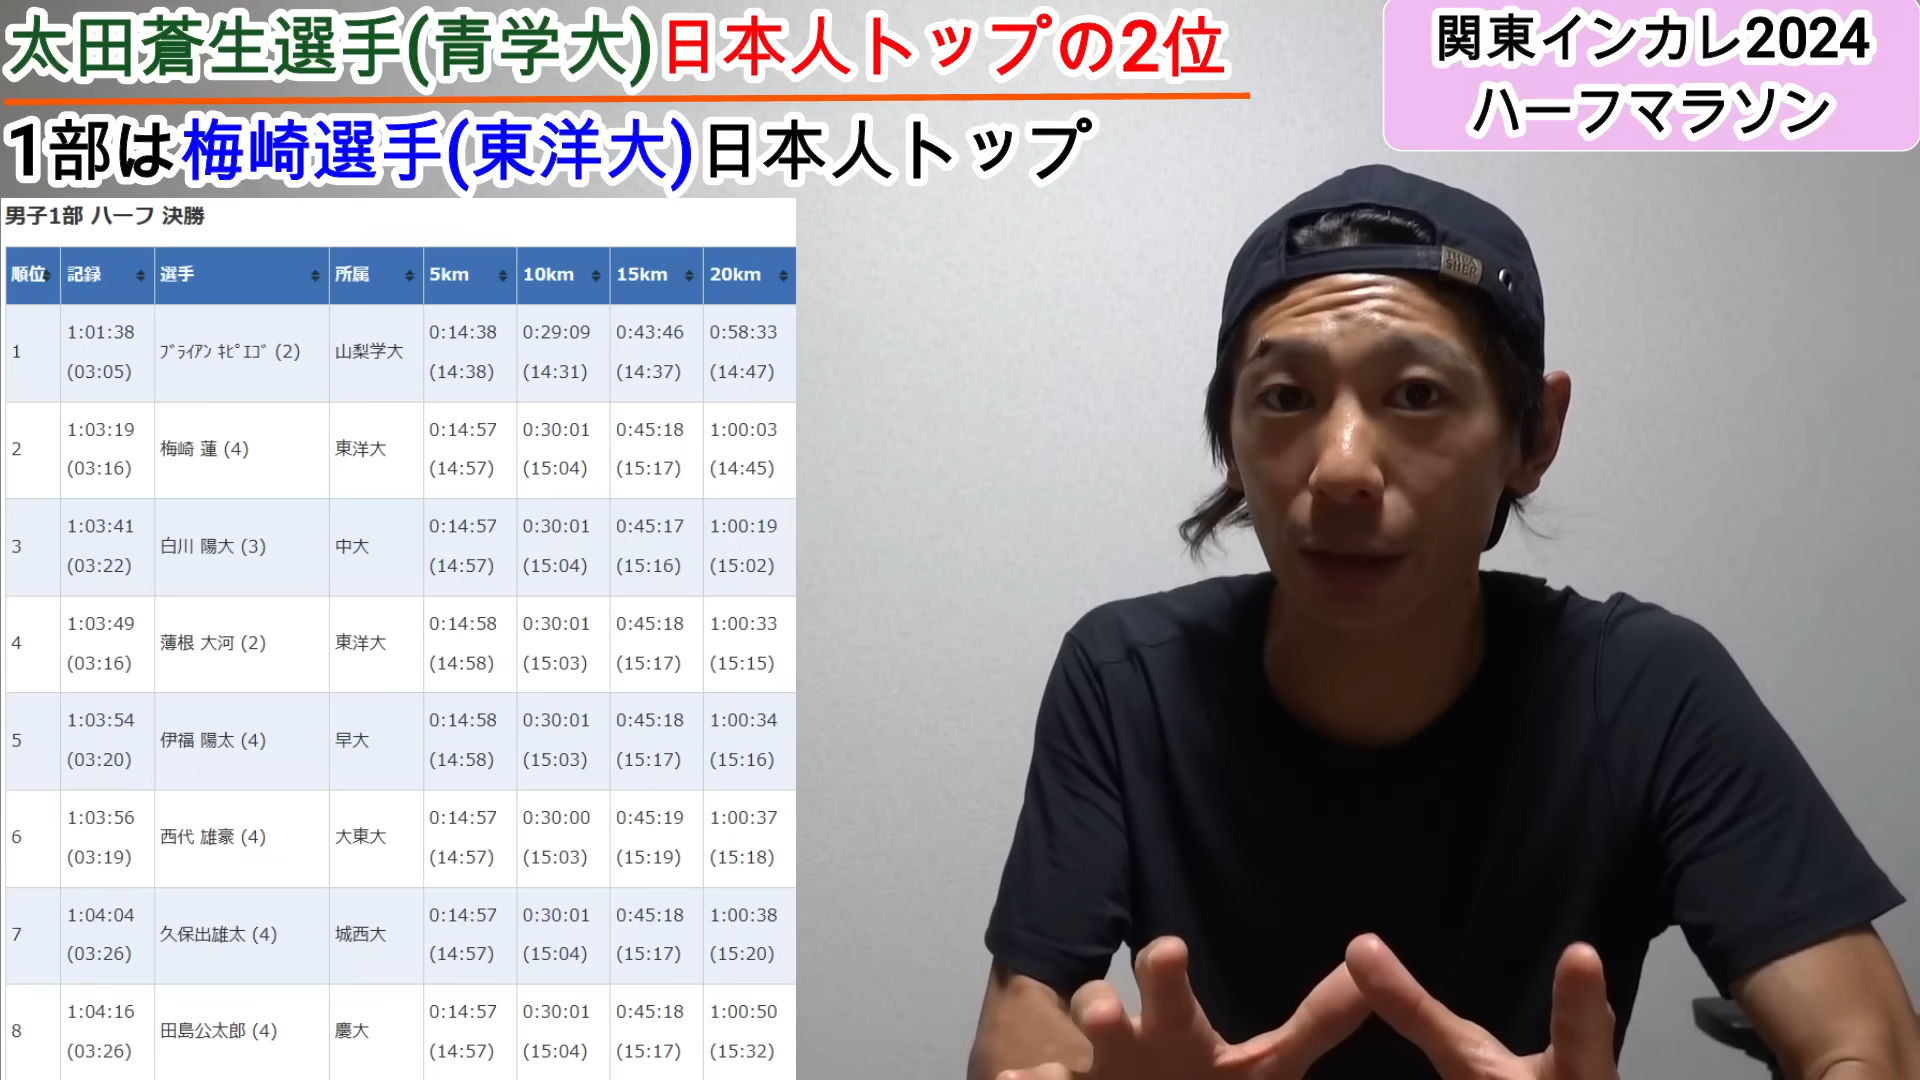 太田蒼生選手(青学大)日本人トップの2位
1部は梅崎選手(東洋大)日本人トップ
関東インカレ2024
ハーフマラソン
男子1部 ハーフ 決勝
順位 記録 選手 所属 5km 10km 15km 20km
1 1:01:38 (03:05) ﾌﾞﾗｲｱﾝ ｷﾋﾟｴｺﾞ (2) 山梨学大 0:14:38 (14:38) 0:29:09 (14:31) 0:43:46 (14:37) 0:58:33 (14:47)
2 1:03:19 (03:16) 梅崎 蓮 (4) 東洋大 0:14:57 (14:57) 0:30:01 (15:04) 0:45:18 (15:17) 1:00:03 (14:45)
3 1:03:41 (03:22) 白川 陽大 (3) 中大 0:14:57 (14:57) 0:30:01 (15:04) 0:45:17 (15:16) 1:00:19 (15:02)
4 1:03:49 (03:16) 薄根 大河 (2) 東洋大 0:14:58 (14:58) 0:30:01 (15:03) 0:45:18 (15:17) 1:00:33 (15:15)
5 1:03:54 (03:20) 伊福 陽太 (4) 早大 0:14:58 (14:58) 0:30:01 (15:03) 0:45:18 (15:17) 1:00:34 (15:16)
6 1:03:56 (03:19) 西代 雄豪 (4) 大東大 0:14:57 (14:57) 0:30:00 (15:03) 0:45:19 (15:19) 1:00:37 (15:18)
7 1:04:04 (03:26) 久保出雄太 (4) 城西大 0:14:57 (14:57) 0:30:01 (15:04) 0:45:18 (15:17) 1:00:38 (15:20)
8 1:04:16 (03:26) 田島公太郎 (4) 慶大 0:14:57 (14:57) 0:30:01 (15:04) 0:45:18 (15:17) 1:00:50 (15:32)